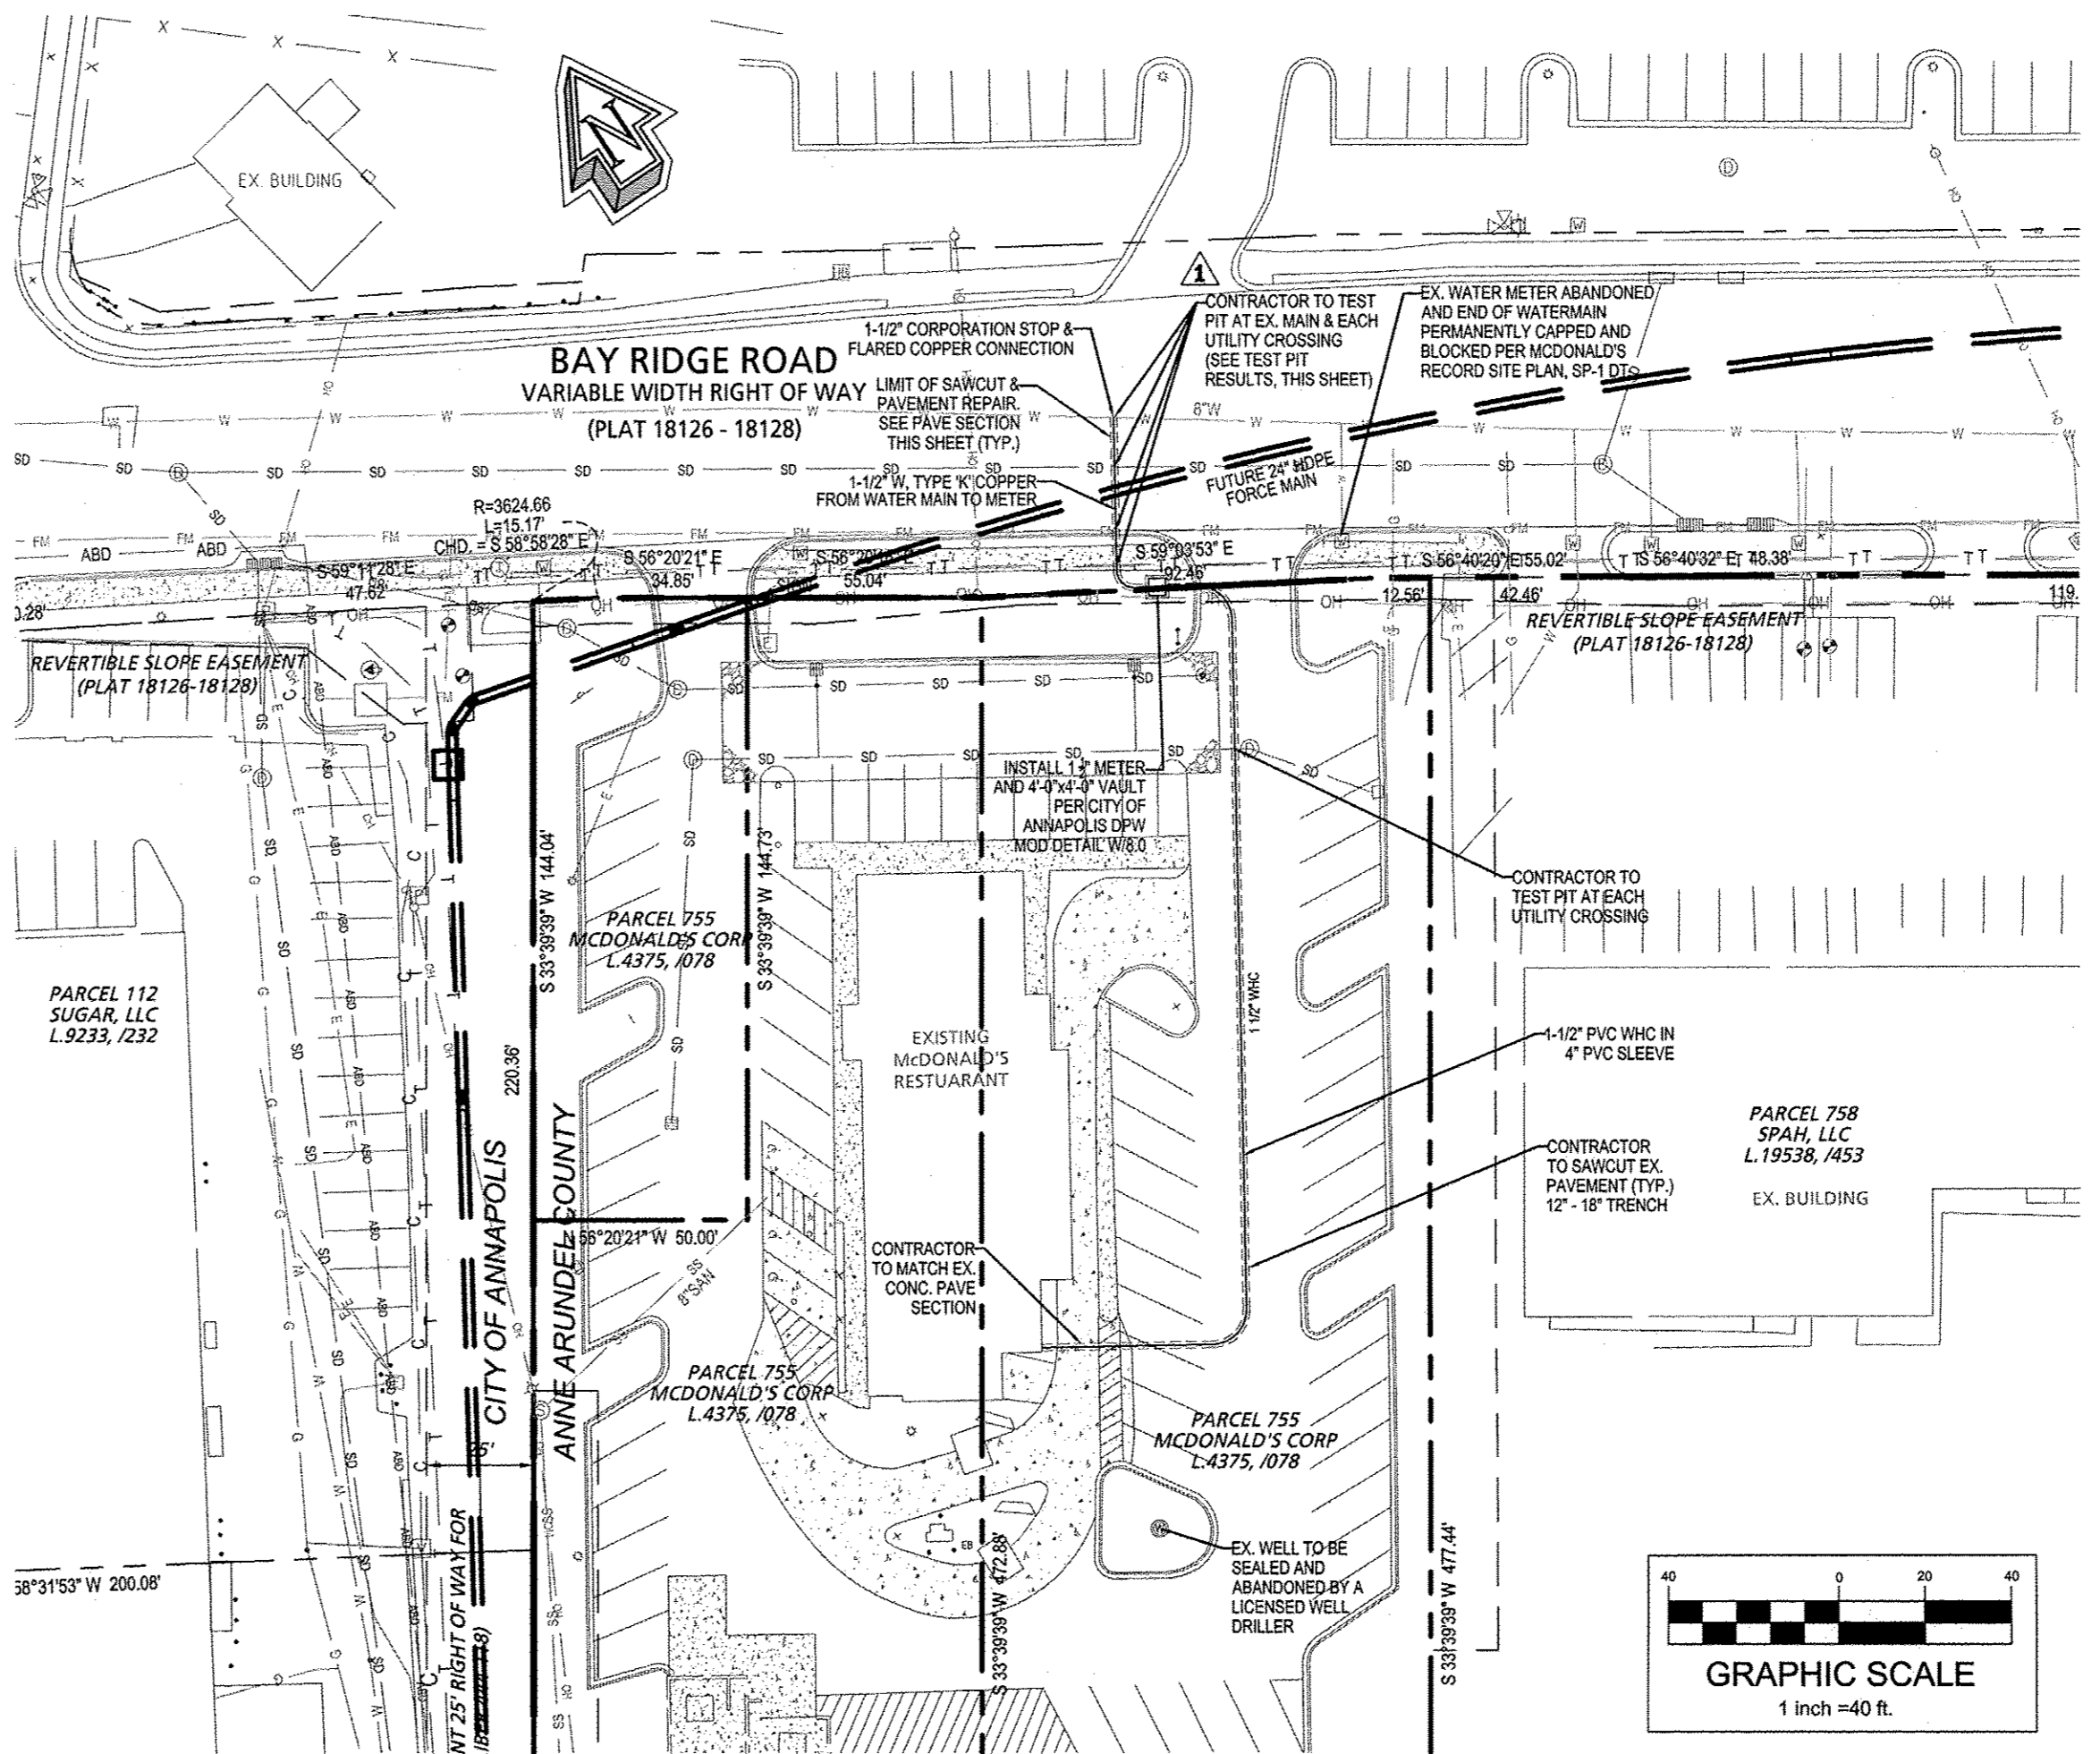 N
EX. BUILDING
1
BAY RIDGE ROAD
VARIABLE WIDTH RIGHT OF WAY
(PLAT 18126 - 18128)
1-1/2" CORPORATION STOP &
FLARED COPPER CONNECTION
LIMIT OF SAWCUT &
PAVEMENT REPAIR.
SEE PAVE SECTION
THIS SHEET (TYP.)
1-1/2" W, TYPE 'K' COPPER
FROM WATER MAIN TO METER
CONTRACTOR TO TEST
PIT AT EX. MAIN & EACH
UTILITY CROSSING
(SEE TEST PIT
RESULTS, THIS SHEET)
EX. WATER METER ABANDONED
AND END OF WATERMAIN
PERMANENTLY CAPPED AND
BLOCKED PER MCDONALD'S
RECORD SITE PLAN, SP-1 DTD
8"W
FUTURE 24" HDPE
FORCE MAIN
R=3624.66
L=15.17'
CHD. = S 58°58'28" E
S 59°11'28" E
47.62'
S 56°20'21" E
34.85'
55.04'
S 59°03'53" E
92.46'
12.56'
S 56°40'20" E 55.02'
42.46'
S 56°40'32" E 48.38'
119.
0.28'
REVERTIBLE SLOPE EASEMENT
(PLAT 18126-18128)
REVERTIBLE SLOPE EASEMENT
(PLAT 18126-18128)
INSTALL 1 1/2" METER
AND 4'-0"x4'-0" VAULT
PER CITY OF
ANNAPOLIS DPW
MOD DETAIL W/8.0
CONTRACTOR TO
TEST PIT AT EACH
UTILITY CROSSING
S 33°39'39" W 144.04'
S 33°39'39" W 144.73'
PARCEL 755
MCDONALD'S CORP
L.4375, /078
PARCEL 112
SUGAR, LLC
L.9233, /232
220.36'
EXISTING
McDONALD'S
RESTUARANT
1 1/2" WHC
1-1/2" PVC WHC IN
4" PVC SLEEVE
PARCEL 758
SPAH, LLC
L.19538, /453
EX. BUILDING
CONTRACTOR
TO SAWCUT EX.
PAVEMENT (TYP.)
12" - 18" TRENCH
CITY OF ANNAPOLIS
ANNE ARUNDEL COUNTY
56°20'21" W 50.00'
8"SAN
CONTRACTOR
TO MATCH EX.
CONC. PAVE
SECTION
PARCEL 755
MCDONALD'S CORP
L.4375, /078
PARCEL 755
MCDONALD'S CORP
L.4375, /078
EX. WELL TO BE
SEALED AND
ABANDONED BY A
LICENSED WELL
DRILLER
EB
S 33°39'39" W 472.88'
S 33°39'39" W 477.44'
58°31'53" W 200.08'
NT 25' RIGHT OF WAY FOR
40 0 20 40
GRAPHIC SCALE
1 inch =40 ft.